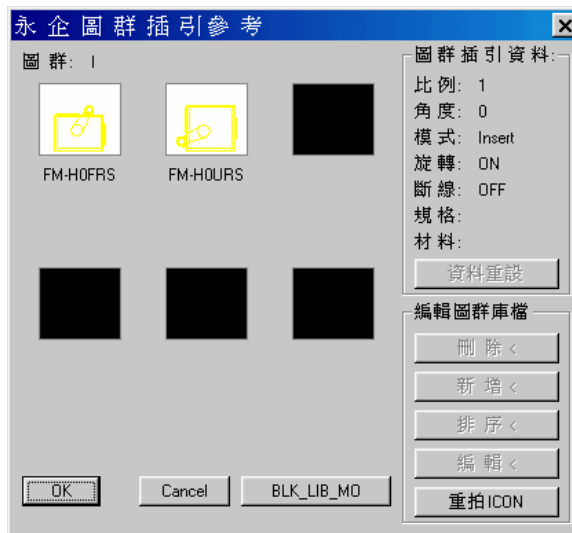 永企圖群插引參考
圖群: I
FM-H0FRS
FM-H0URS
圖群插引資料:
比例: 1
角度: 0
模式: Insert
旋轉: ON
斷線: OFF
規格:
材料:
資料重設
編輯圖群庫檔
刪除<
新增<
排序<
編輯<
重拍ICON
OK
Cancel
BLK_LIB_MO